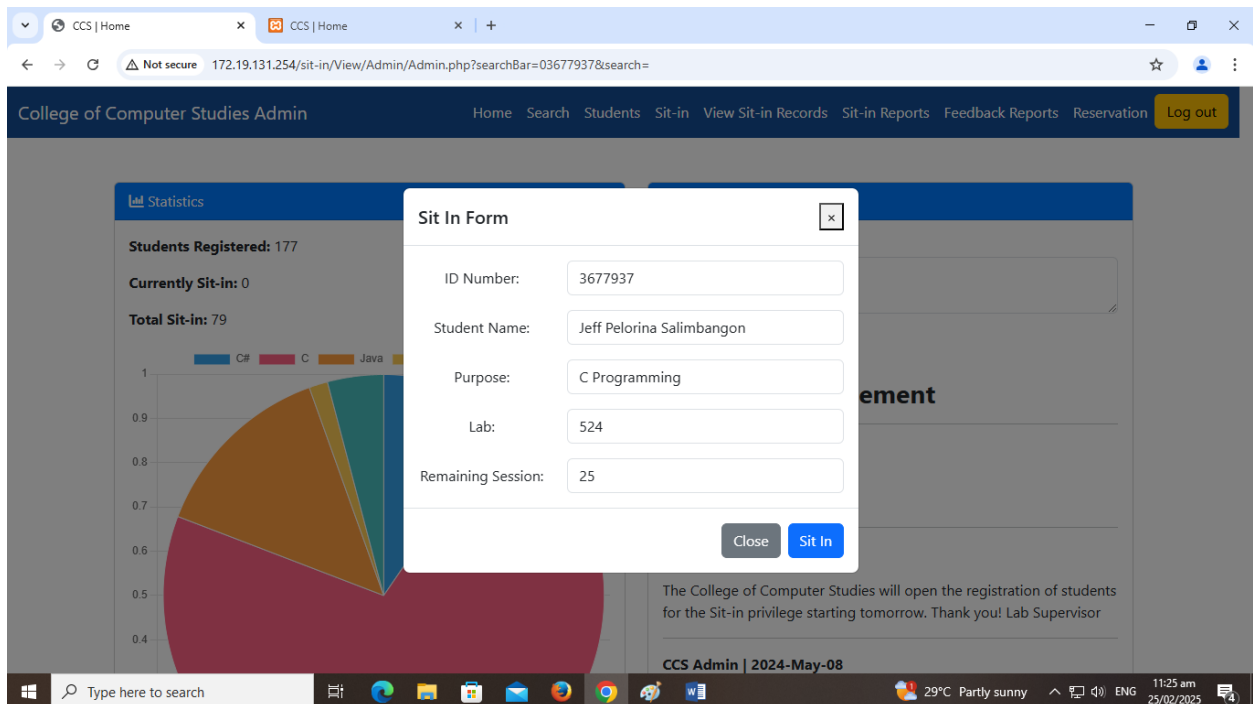 CCS | Home
CCS | Home
Not secure 172.19.131.254/sit-in/View/Admin/Admin.php?searchBar=03677937&search=
College of Computer Studies Admin Home Search Students Sit-in View Sit-in Records Sit-in Reports Feedback Reports Reservation Log out
Statistics
Students Registered: 177
Currently Sit-in: 0
Total Sit-in: 79
C# C Java
1
0.9
0.8
0.7
0.6
0.5
0.4
Sit In Form ×
ID Number: 3677937
Student Name: Jeff Pelorina Salimbangon
Purpose: C Programming
Lab: 524
Remaining Session: 25
Close Sit In
ement
The College of Computer Studies will open the registration of students
for the Sit-in privilege starting tomorrow. Thank you! Lab Supervisor
CCS Admin | 2024-May-08
Type here to search
29°C Partly sunny ENG
11:25 am
25/02/2025
4